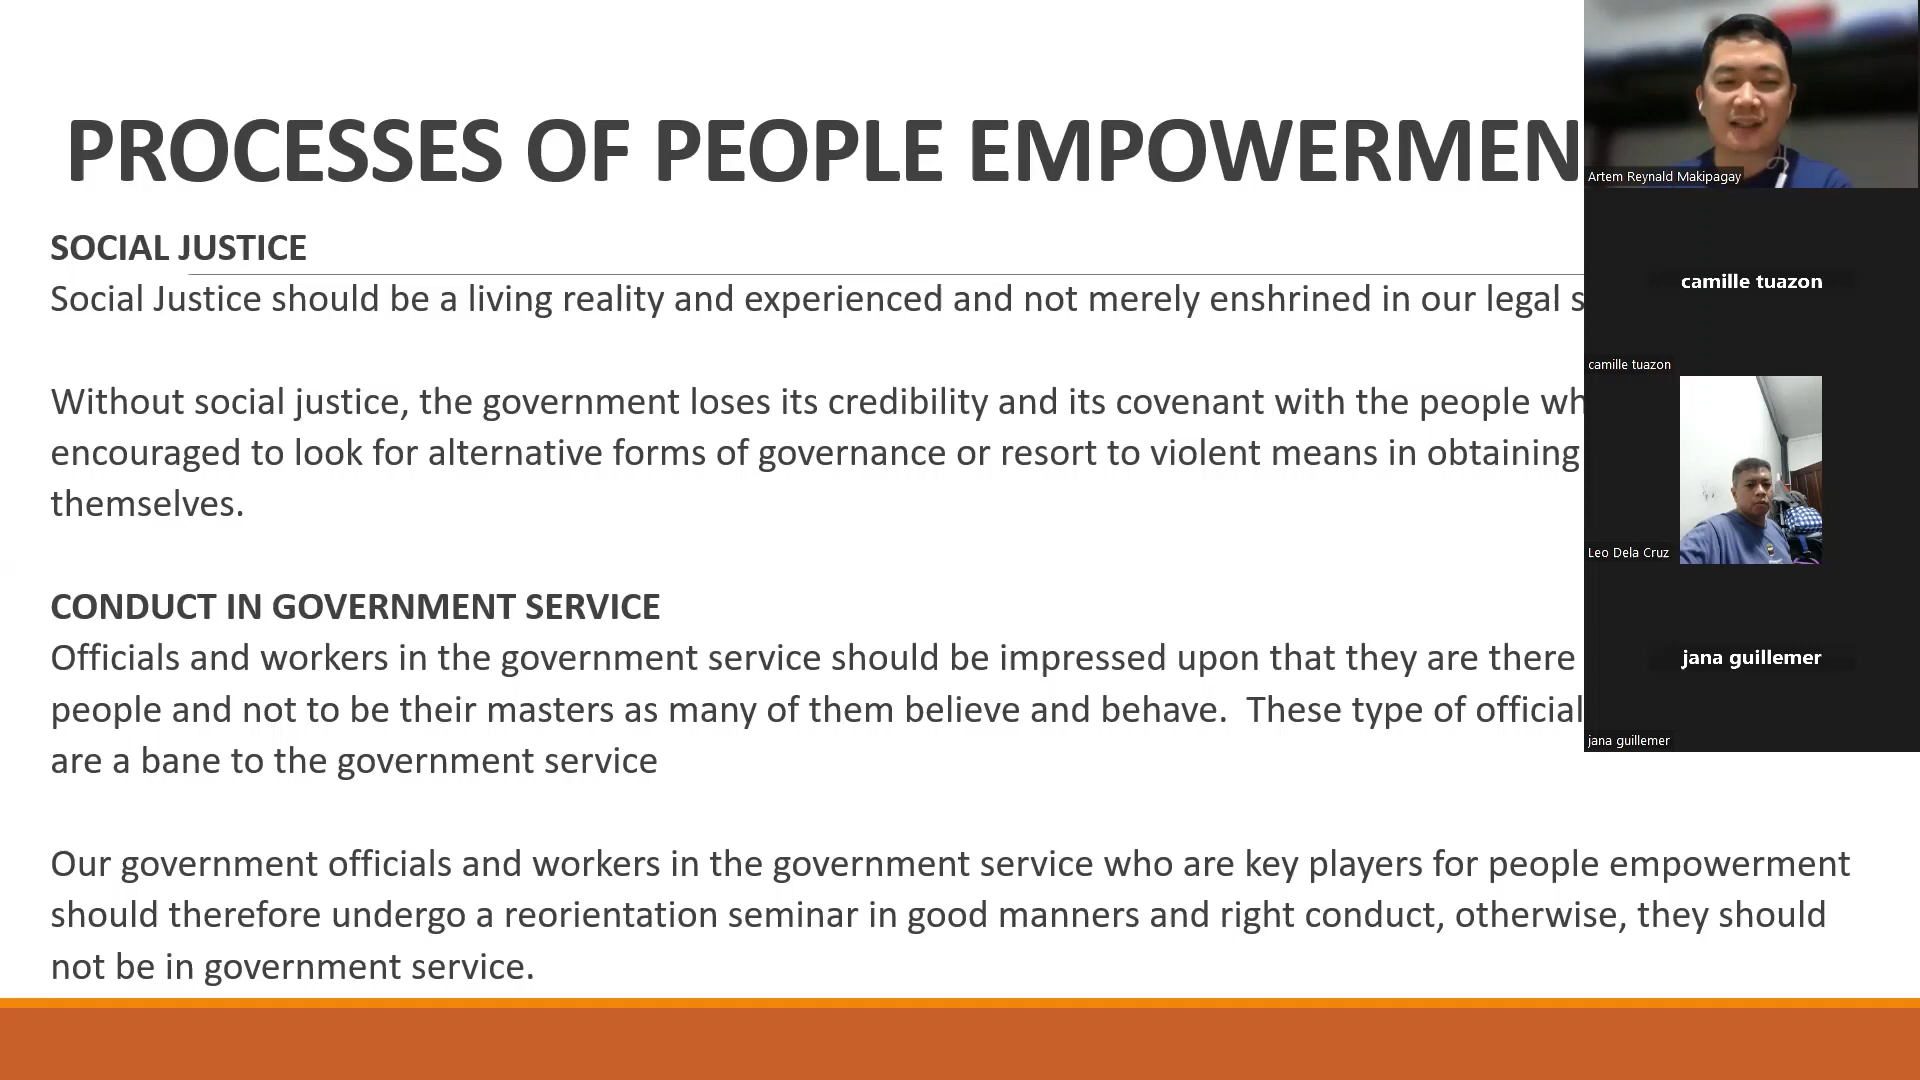 PROCESSES OF PEOPLE EMPOWERMEN
SOCIAL JUSTICE
Social Justice should be a living reality and experienced and not merely enshrined in our legal s
Without social justice, the government loses its credibility and its covenant with the people wh
encouraged to look for alternative forms of governance or resort to violent means in obtaining
themselves.
CONDUCT IN GOVERNMENT SERVICE
Officials and workers in the government service should be impressed upon that they are there
people and not to be their masters as many of them believe and behave.  These type of official
are a bane to the government service
Our government officials and workers in the government service who are key players for people empowerment
should therefore undergo a reorientation seminar in good manners and right conduct, otherwise, they should
not be in government service.
Artem Reynald Makipagay
camille tuazon
camille tuazon
Leo Dela Cruz
jana guillemer
jana guillemer